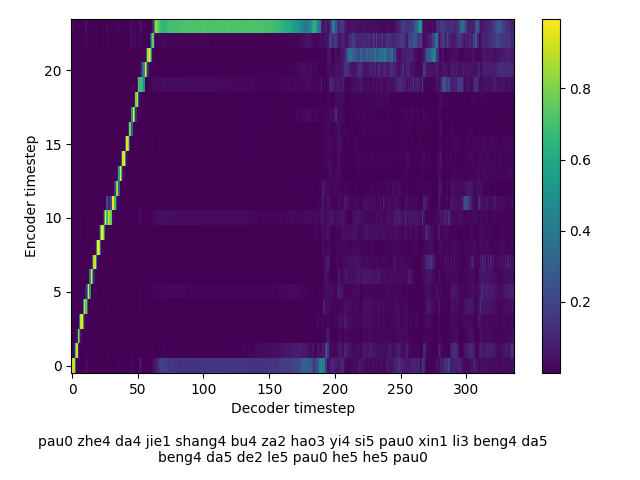 20
15
10
5
0
Encoder timestep
0 50 100 150 200 250 300
Decoder timestep
0.8
0.6
0.4
0.2
pau0 zhe4 da4 jie1 shang4 bu4 za2 hao3 yi4 si5 pau0 xin1 li3 beng4 da5
beng4 da5 de2 le5 pau0 he5 he5 pau0